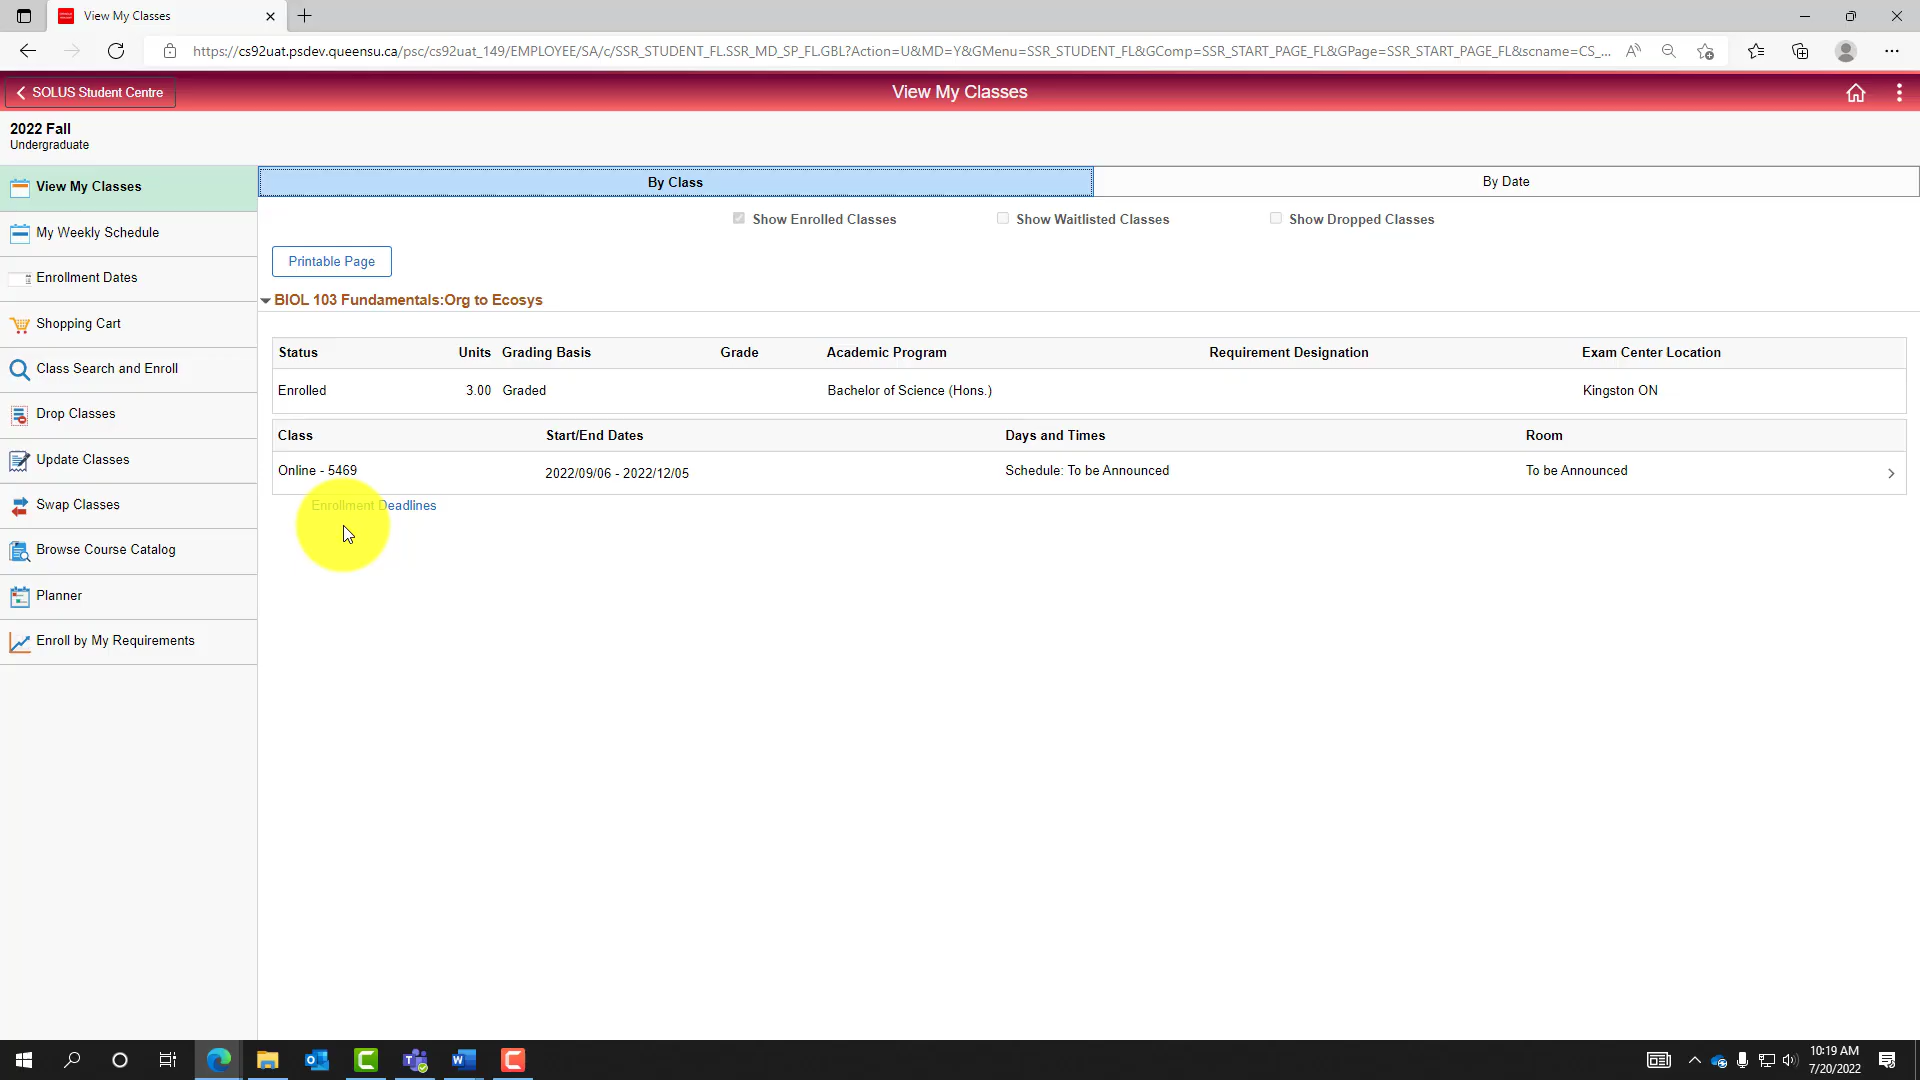 View My Classes
https://cs92uat.psdev.queensu.ca/psc/cs92uat_149/EMPLOYEE/SA/c/SSR_STUDENT_FL.SSR_MD_SP_FL.GBL?Action=U&MD=Y&GMenu=SSR_STUDENT_FL&GComp=SSR_START_PAGE_FL&GPage=SSR_START_PAGE_FL&scname=CS_...
SOLUS Student Centre
View My Classes
2022 Fall
Undergraduate
View My Classes
My Weekly Schedule
Enrollment Dates
Shopping Cart
Class Search and Enroll
Drop Classes
Update Classes
Swap Classes
Browse Course Catalog
Planner
Enroll by My Requirements
By Class By Date
Show Enrolled Classes Show Waitlisted Classes Show Dropped Classes
Printable Page
BIOL 103 Fundamentals:Org to Ecosys
Status Units Grading Basis Grade Academic Program Requirement Designation Exam Center Location
Enrolled 3.00 Graded Bachelor of Science (Hons.) Kingston ON
Class Start/End Dates Days and Times Room
Online - 5469 2022/09/06 - 2022/12/05 Schedule: To be Announced To be Announced
Enrollment Deadlines
10:19 AM
7/20/2022